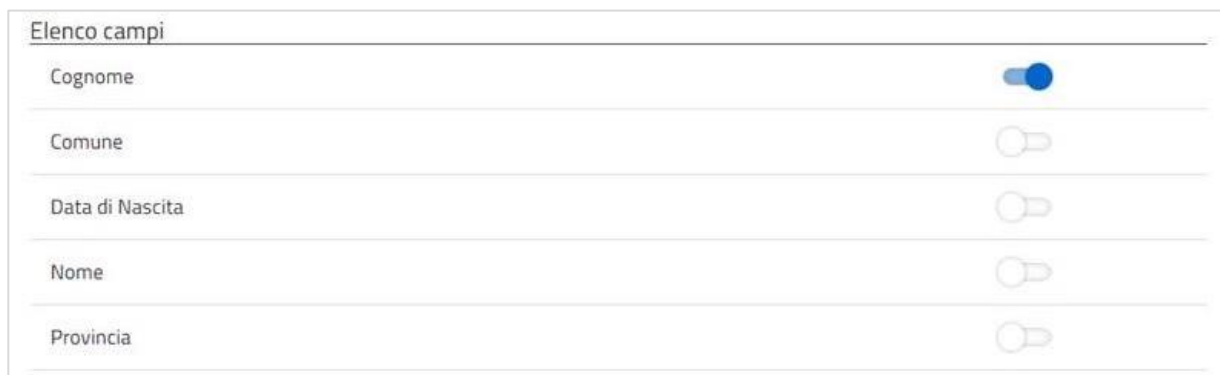 Elenco campi
Cognome
Comune
Data di Nascita
Nome
Provincia